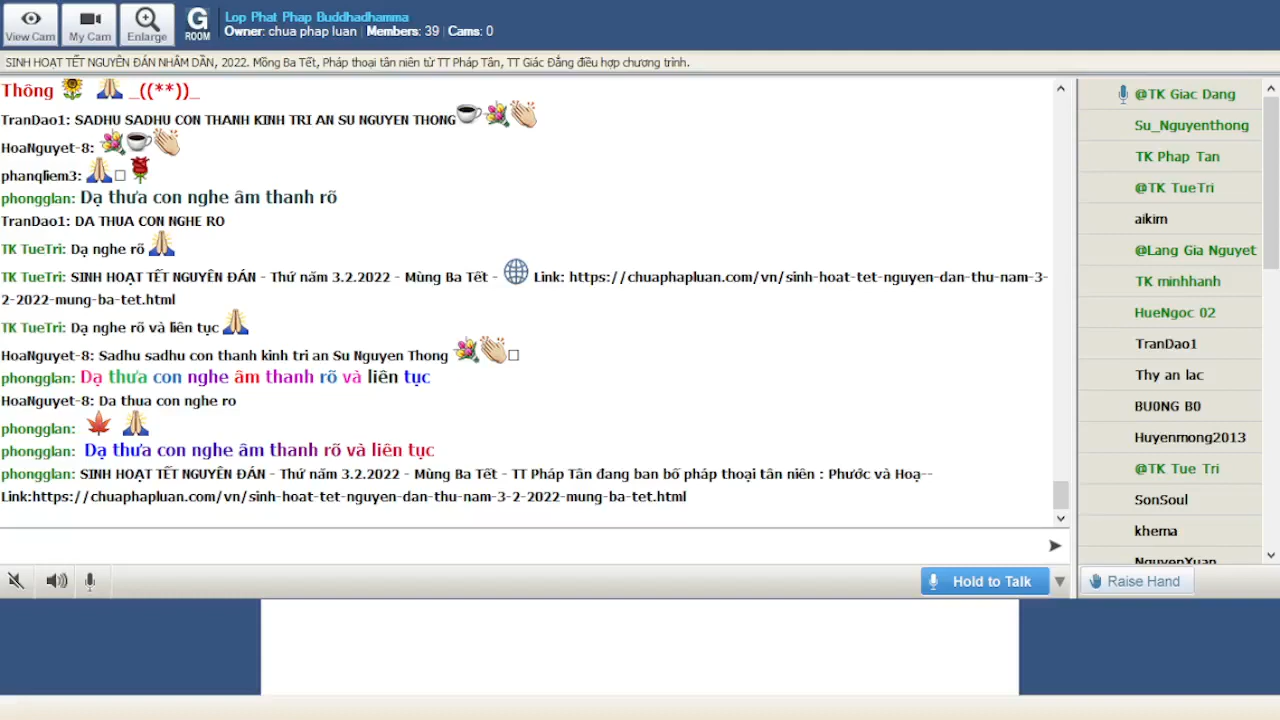 View Cam
My Cam
Enlarge
G ROOM
Lop Phat Phap Buddhadhamma
Owner: chua phap luan | Members: 39 | Cams: 0
SINH HOẠT TẾT NGUYÊN ĐÁN NHÂM DẦN, 2022. Mồng Ba Tết, Pháp thoại tân niên từ TT Pháp Tân, TT Giác Đẳng điều hợp chương trình.
Thông _((**))_
TranDao1: SADHU SADHU CON THANH KINH TRI AN SU NGUYEN THONG
HoaNguyet-8:
phanqliem3:
phongglan: Dạ thưa con nghe âm thanh rõ
TranDao1: DA THUA CON NGHE RO
TK TueTri: Dạ nghe rõ
TK TueTri: SINH HOẠT TẾT NGUYÊN ĐÁN - Thứ năm 3.2.2022 - Mùng Ba Tết - Link: https://chuaphapluan.com/vn/sinh-hoat-tet-nguyen-dan-thu-nam-3-
2-2022-mung-ba-tet.html
TK TueTri: Dạ nghe rõ và liên tục
HoaNguyet-8: Sadhu sadhu con thanh kinh tri an Su Nguyen Thong
phongglan: Dạ thưa con nghe âm thanh rõ và liên tục
HoaNguyet-8: Da thua con nghe ro
phongglan:
phongglan: Dạ thưa con nghe âm thanh rõ và liên tục
phongglan: SINH HOẠT TẾT NGUYÊN ĐÁN - Thứ năm 3.2.2022 - Mùng Ba Tết - TT Pháp Tân đang ban bố pháp thoại tân niên : Phước và Hoạ--
Link:https://chuaphapluan.com/vn/sinh-hoat-tet-nguyen-dan-thu-nam-3-2-2022-mung-ba-tet.html
Hold to Talk
@TK Giac Dang
Su_Nguyenthong
TK Phap Tan
@TK TueTri
aikim
@Lang Gia Nguyet
TK minhhanh
HueNgoc 02
TranDao1
Thy an lac
BU0NG B0
Huyenmong2013
@TK Tue Tri
SonSoul
khema
NguyenXuan
Raise Hand